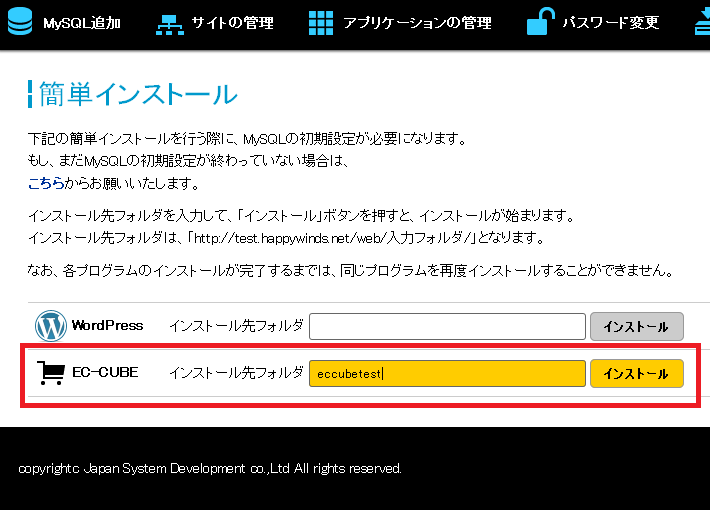 MySQL追加 サイトの管理 アプリケーションの管理 パスワード変更
簡単インストール
下記の簡単インストールを行う際に、MySQLの初期設定が必要になります。
もし、まだMySQLの初期設定が終わっていない場合は、
こちらからお願いいたします。
インストール先フォルダを入力して、「インストール」ボタンを押すと、インストールが始まります。
インストール先フォルダは、「http://test.happywinds.net/web/入力フォルダ/」となります。
なお、各プログラムのインストールが完了するまでは、同じプログラムを再度インストールすることができません。
WordPress インストール先フォルダ インストール
EC-CUBE インストール先フォルダ eccubetest インストール
copyrightc Japan System Development co.,Ltd All rights reserved.